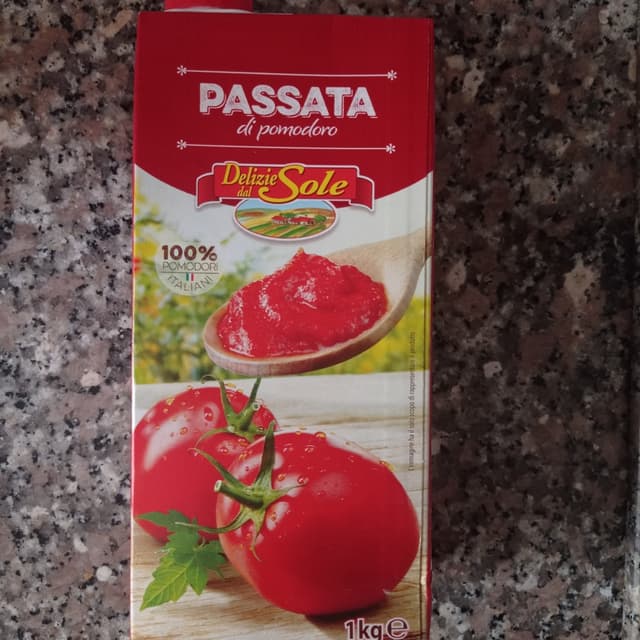 PASSATA
di pomodoro
Delizie
dal Sole
100%
POMODORI
ITALIANI
1kg e